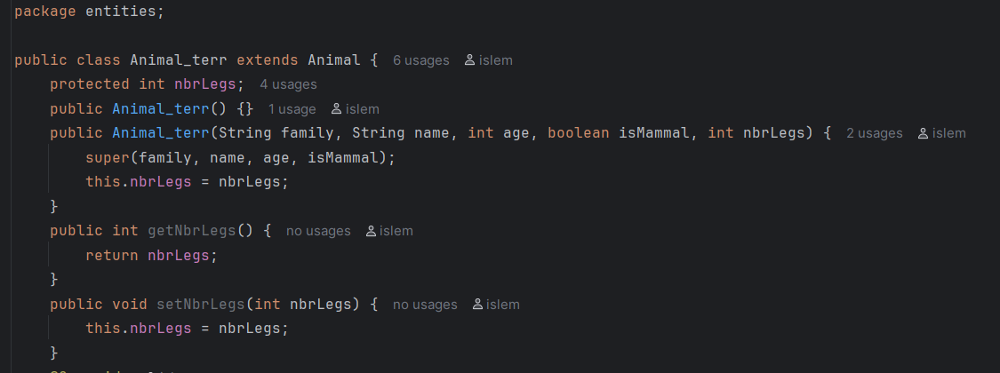 package entities;
public class Animal_terr extends Animal { 6 usages islem
protected int nbrLegs; 4 usages
public Animal_terr() {} 1 usage islem
public Animal_terr(String family, String name, int age, boolean isMammal, int nbrLegs) { 2 usages islem
super(family, name, age, isMammal);
this.nbrLegs = nbrLegs;
}
public int getNbrLegs() { no usages islem
return nbrLegs;
}
public void setNbrLegs(int nbrLegs) { no usages islem
this.nbrLegs = nbrLegs;
}